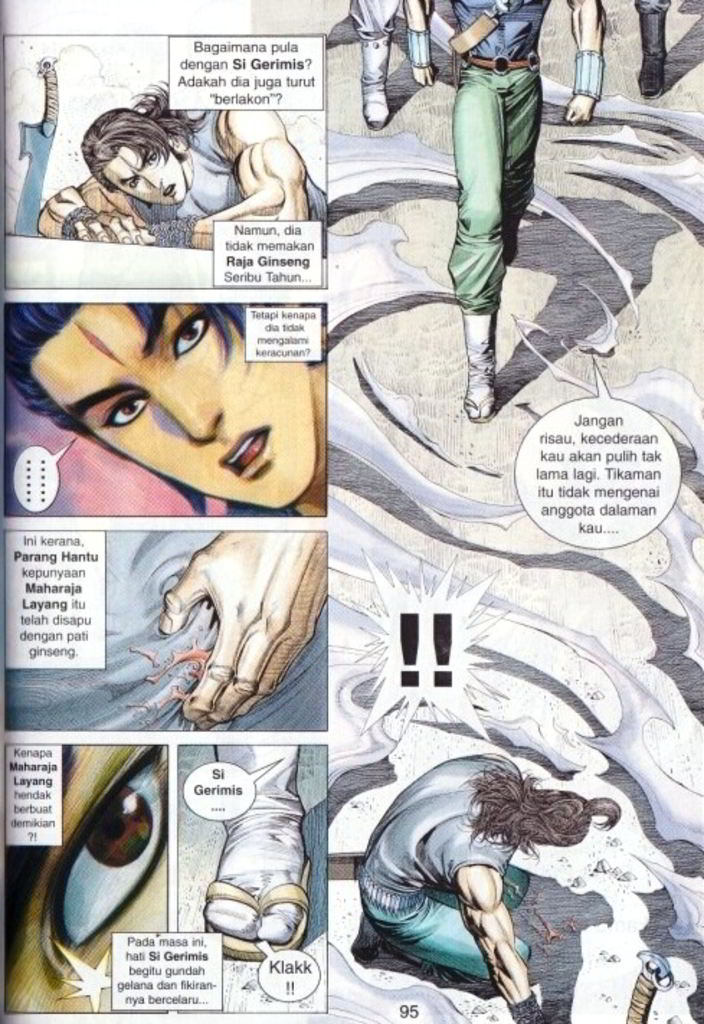 Bagaimana pula
dengan Si Gerimis?
Adakah dia juga turut
"berlakon"?
Namun, dia
tidak memakan
Raja Ginseng
Seribu Tahun...
Tetapi kenapa
dia tidak
mengalami
keracunan?
Ini kerana,
Parang Hantu
kepunyaan
Maharaja
Layang itu
telah disapu
dengan pati
ginseng.
Kenapa
Maharaja
Layang
hendak
berbuat
demikian
?!
Si
Gerimis
....
Pada masa ini,
hati Si Gerimis
begitu gundah
gelana dan fikiran-
nya bercelaru...
Klakk
!!
Jangan
risau, kecederaan
kau akan pulih tak
lama lagi. Tikaman
itu tidak mengenai
anggota dalaman
kau....
!!
95